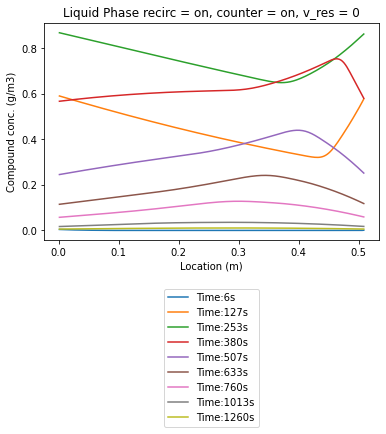 Liquid Phase recirc = on, counter = on, v_res = 0
Compound conc. (g/m3)
0.8
0.6
0.4
0.2
0.0
0.0 0.1 0.2 0.3 0.4 0.5
Location (m)
Time:6s
Time:127s
Time:253s
Time:380s
Time:507s
Time:633s
Time:760s
Time:1013s
Time:1260s